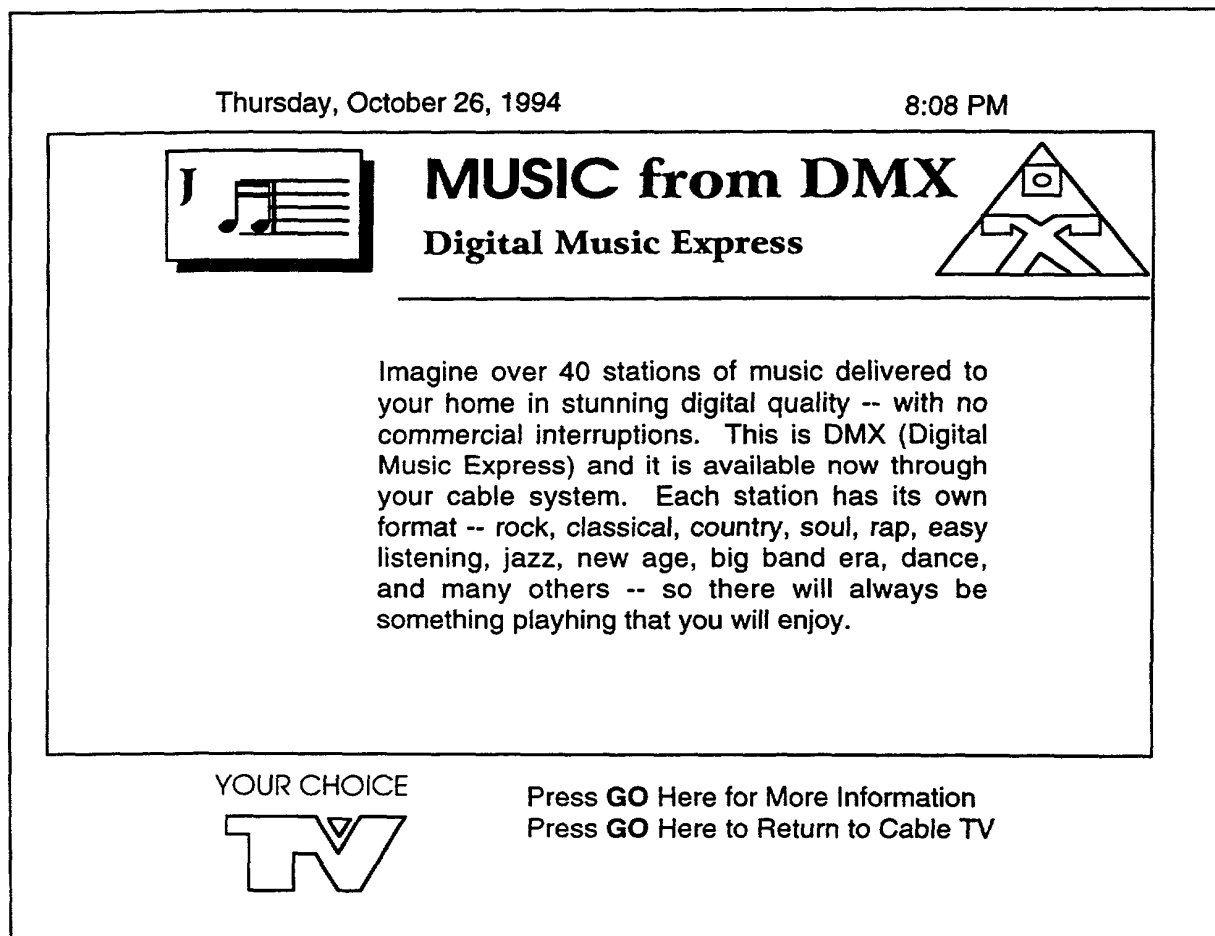 Thursday, October 26, 1994 8:08 PM
J
MUSIC from DMX
Digital Music Express
Imagine over 40 stations of music delivered to
your home in stunning digital quality -- with no
commercial interruptions. This is DMX (Digital
Music Express) and it is available now through
your cable system. Each station has its own
format -- rock, classical, country, soul, rap, easy
listening, jazz, new age, big band era, dance,
and many others -- so there will always be
something playhing that you will enjoy.
YOUR CHOICE
TV
Press GO Here for More Information
Press GO Here to Return to Cable TV